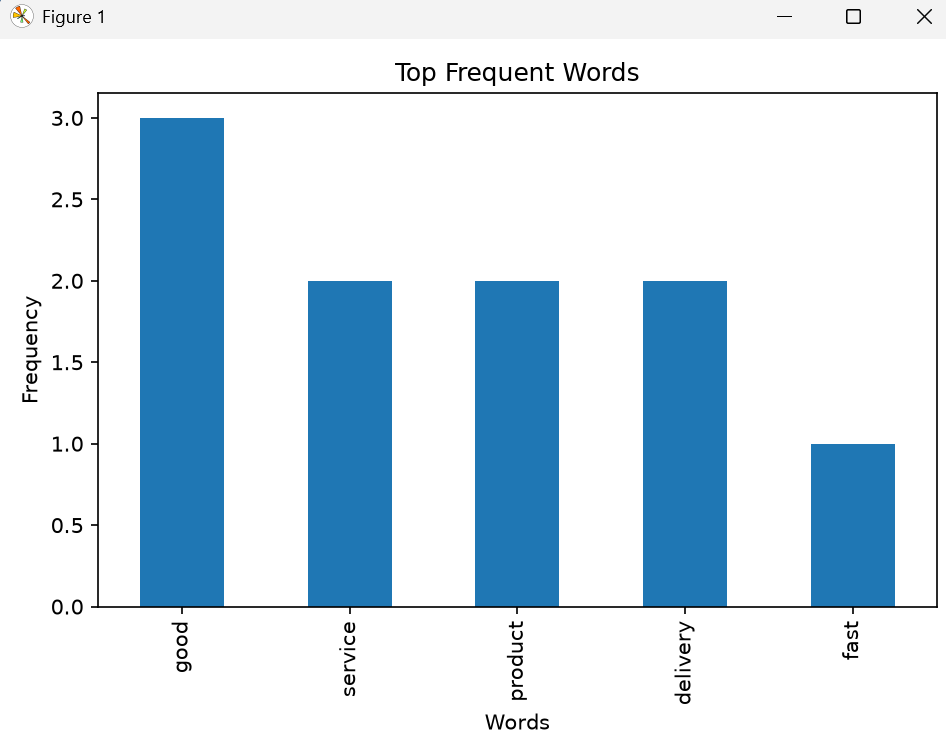 Figure 1
Top Frequent Words
3.0
2.5
2.0
1.5
1.0
0.5
0.0
Frequency
good
service
product
delivery
fast
Words